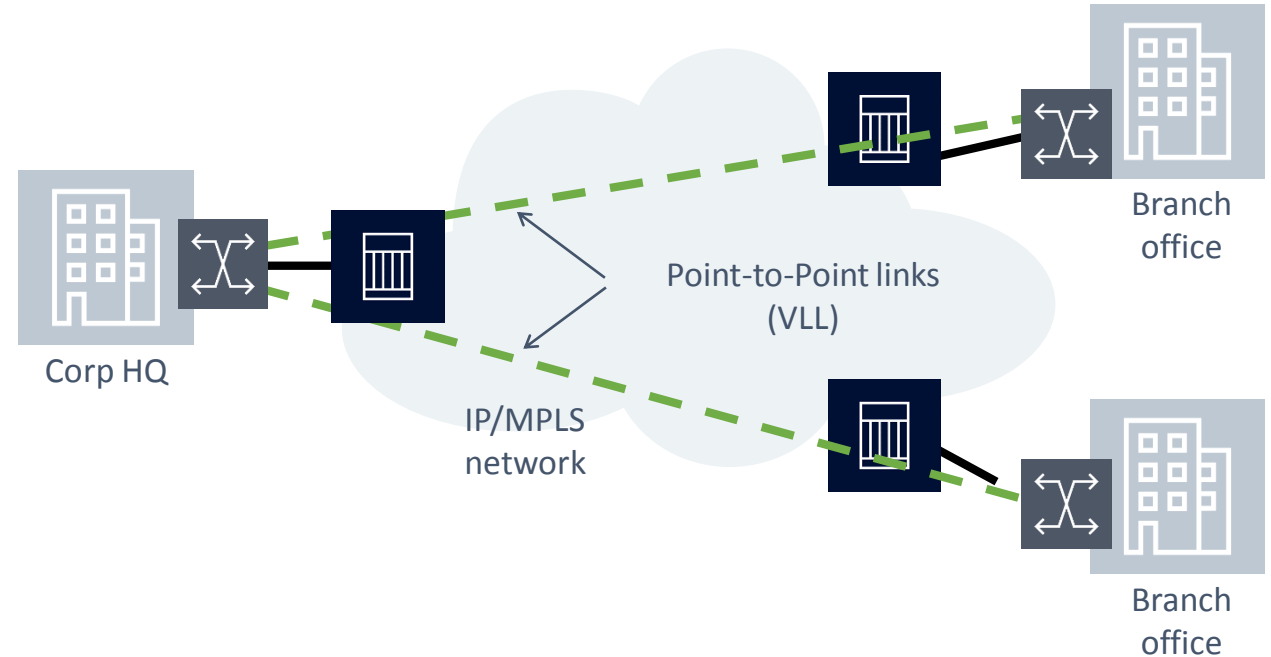 Branch
office
Point-to-Point links
(VLL)
Corp HQ
IP/MPLS
network
Branch
office